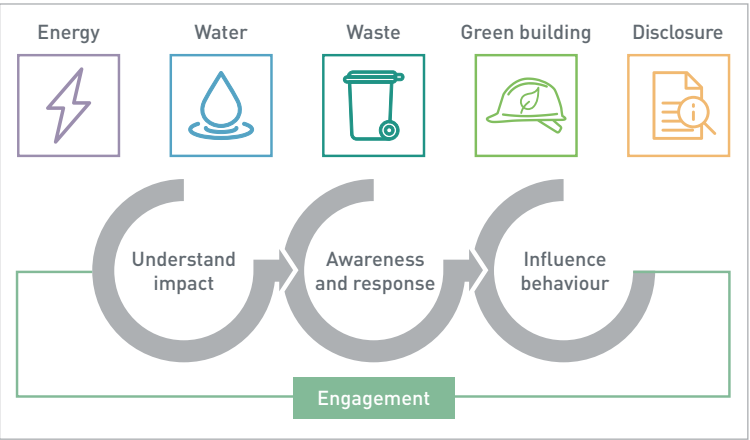 Energy
Water
Waste
Green building
Disclosure
Understand
impact
Awareness
and response
Influence
behaviour
Engagement